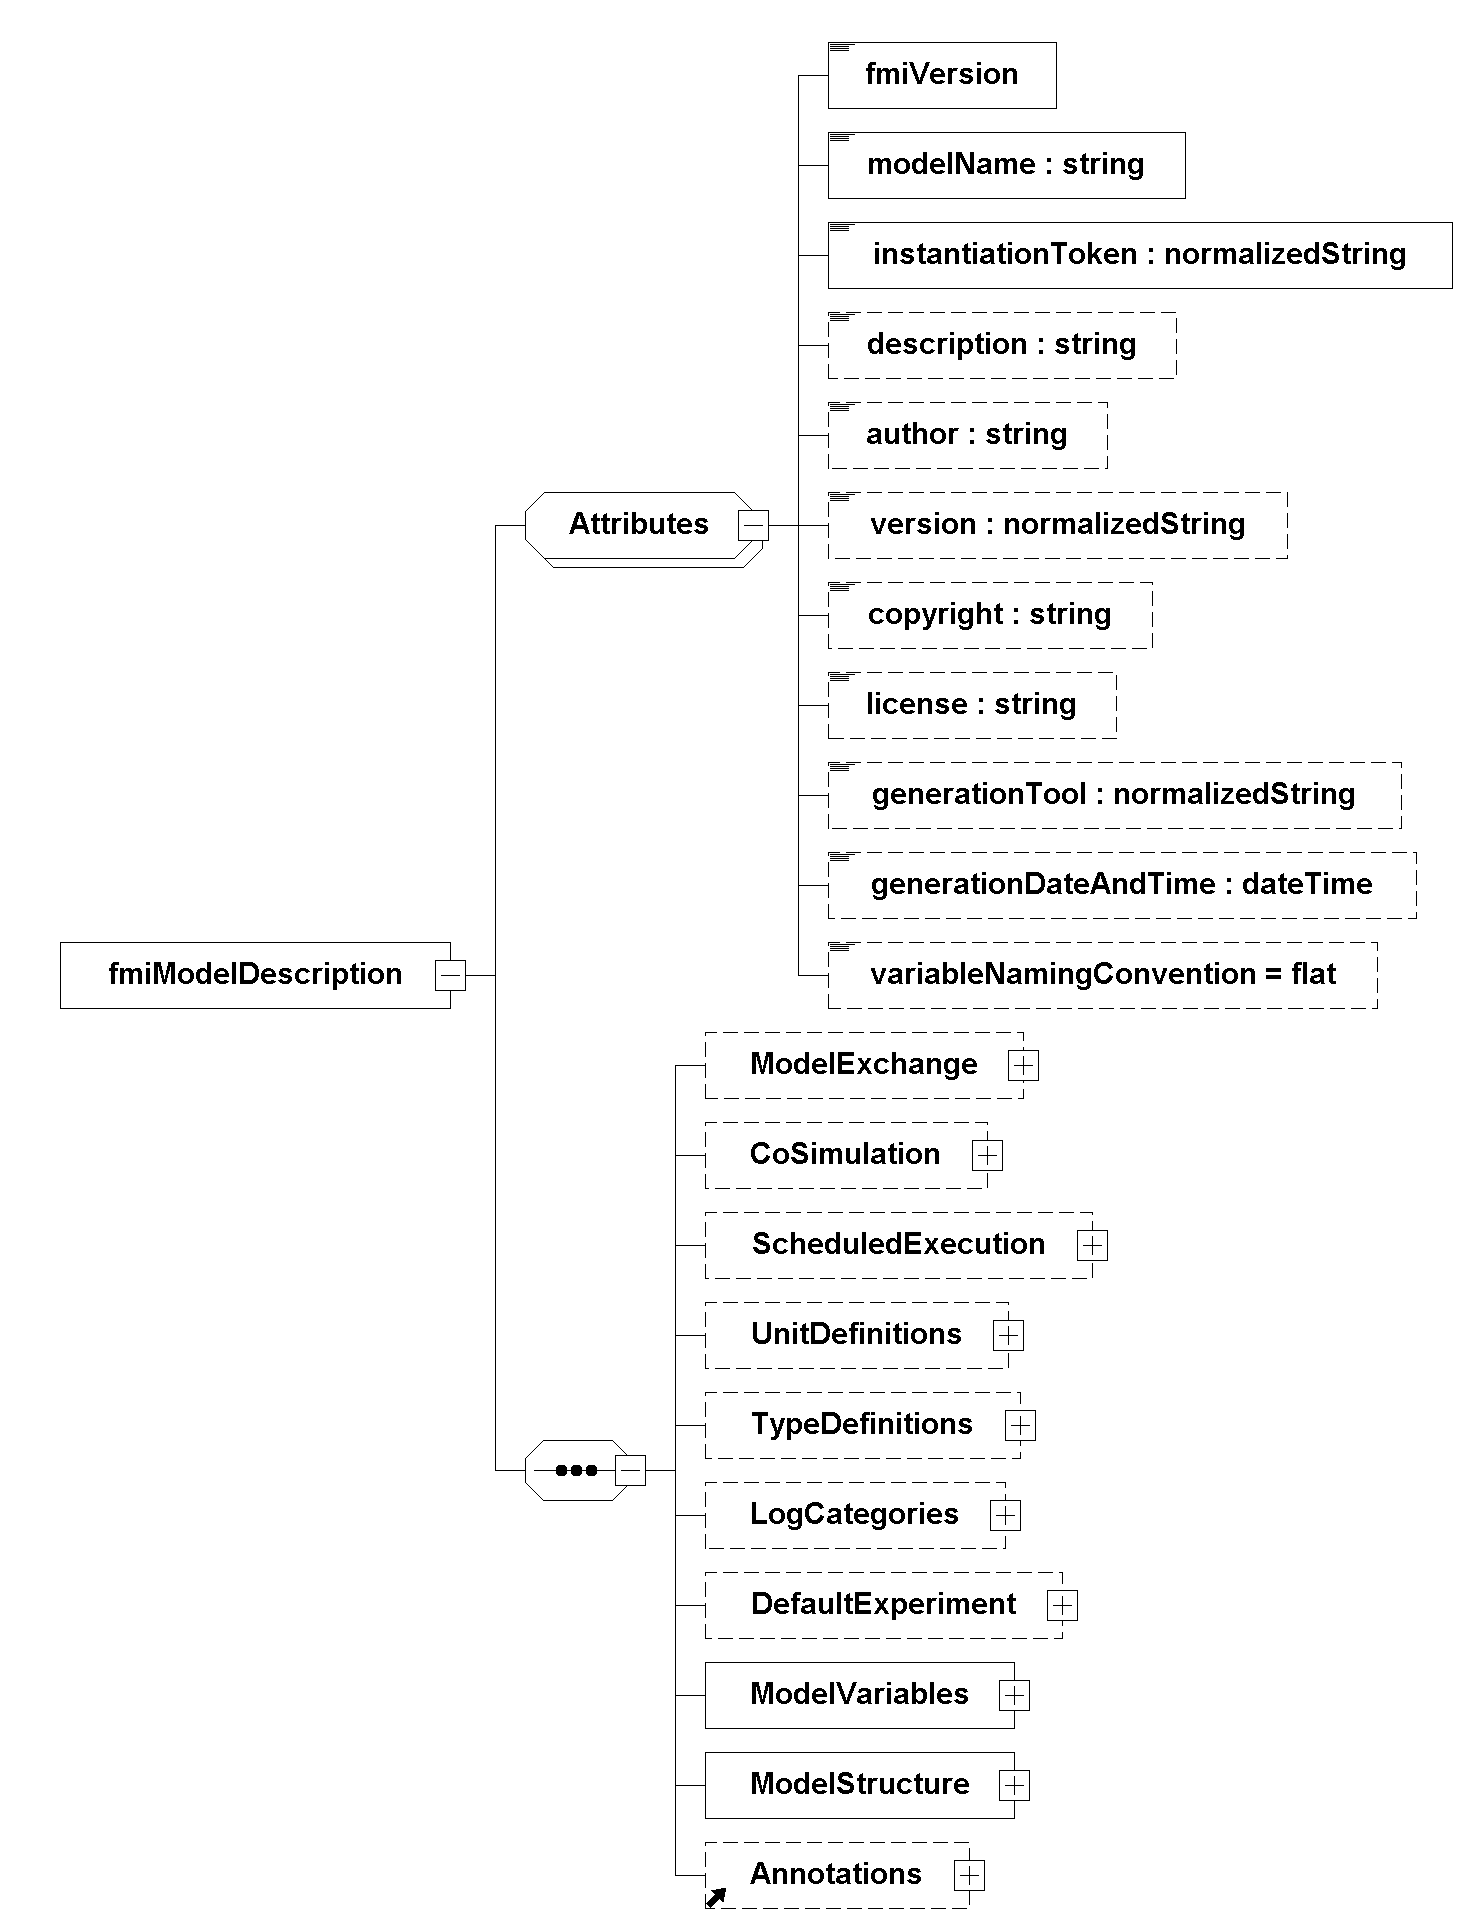 fmiVersion
modelName : string
instantiationToken : normalizedString
description : string
author : string
Attributes
version : normalizedString
copyright : string
license : string
generationTool : normalizedString
generationDateAndTime : dateTime
fmiModelDescription
variableNamingConvention = flat
ModelExchange
CoSimulation
ScheduledExecution
UnitDefinitions
TypeDefinitions
LogCategories
DefaultExperiment
ModelVariables
ModelStructure
Annotations